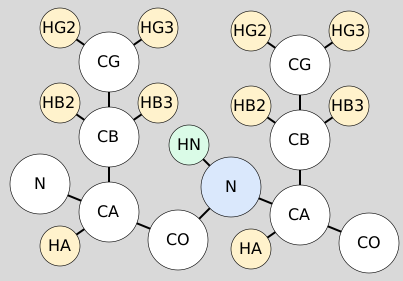 HG2 HG3 HG2 HG3
CG CG
HB2 HB3 HB2 HB3
CB CB
HN
N N
CA CA
HA CO HA CO